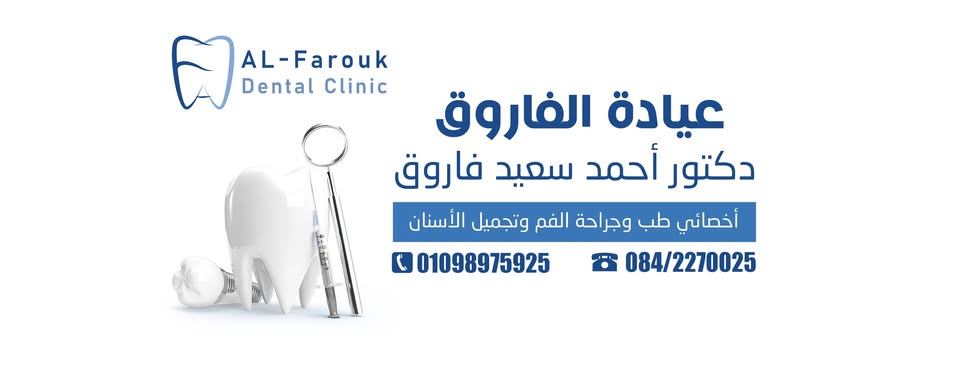 AL-Farouk
Dental Clinic
عيادة الفاروق
دكتور أحمد سعيد فاروق
أخصائي طب وجراحة الفم وتجميل الأسنان
01098975925 084/2270025